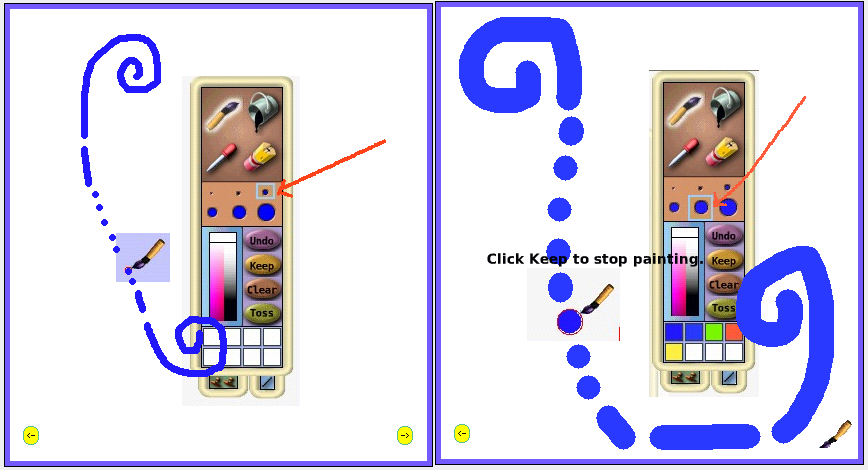 Undo
Keep
Clear
Toss
<-
->
Undo
Click Keep to stop painting.
Keep
Clear
Toss
<-